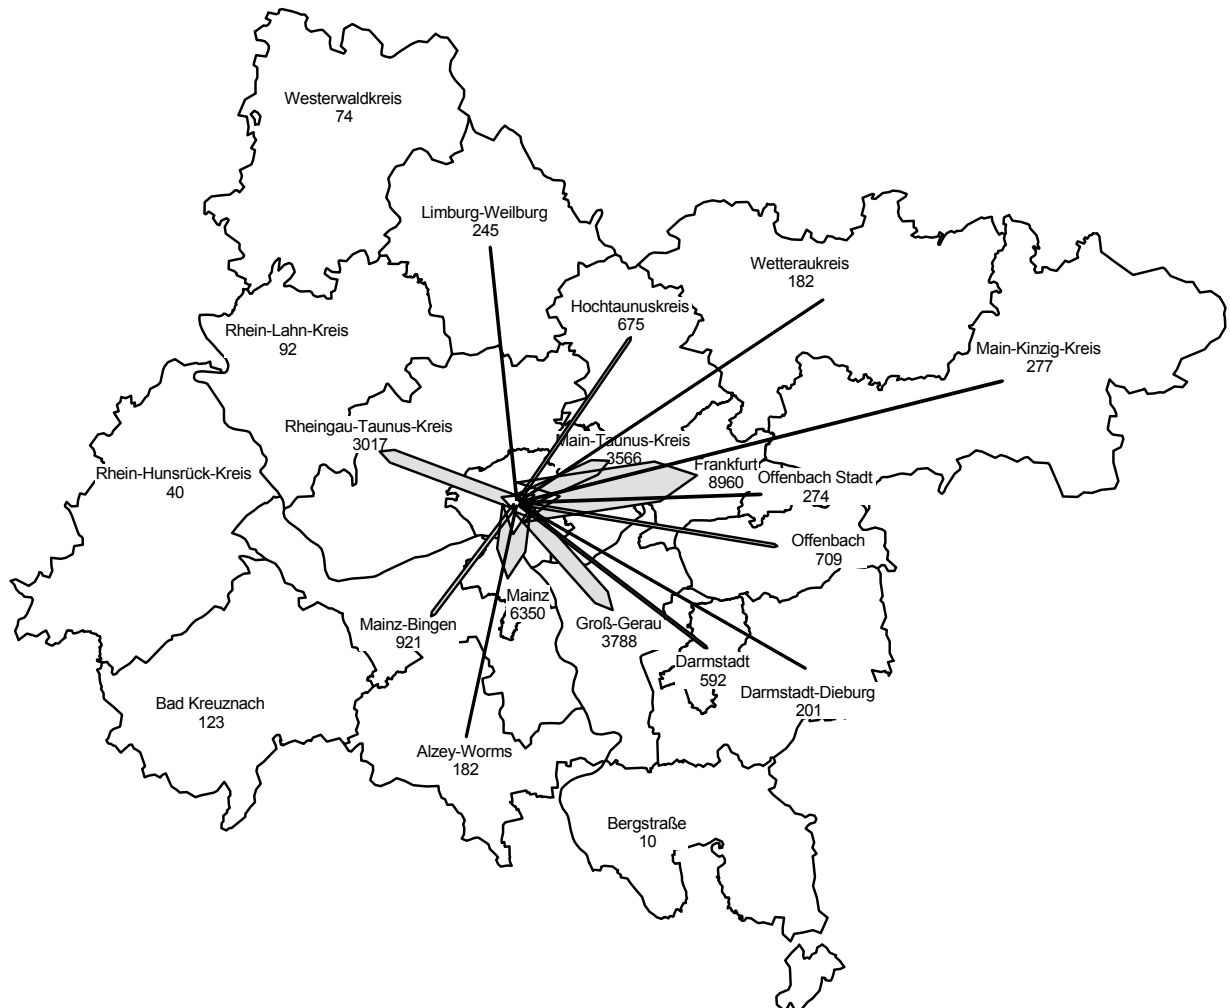 Westerwaldkreis
74
Limburg-Weilburg
245
Wetteraukreis
182
Hochtaunuskreis
675
Rhein-Lahn-Kreis
92
Main-Kinzig-Kreis
277
Rheingau-Taunus-Kreis
3017
Main-Taunus-Kreis
3566
Frankfurt
8960
Offenbach Stadt
274
Rhein-Hunsrück-Kreis
40
Offenbach
709
Mainz
6350
Mainz-Bingen
921
Groß-Gerau
3788
Darmstadt
592
Darmstadt-Dieburg
201
Bad Kreuznach
123
Alzey-Worms
182
Bergstraße
10